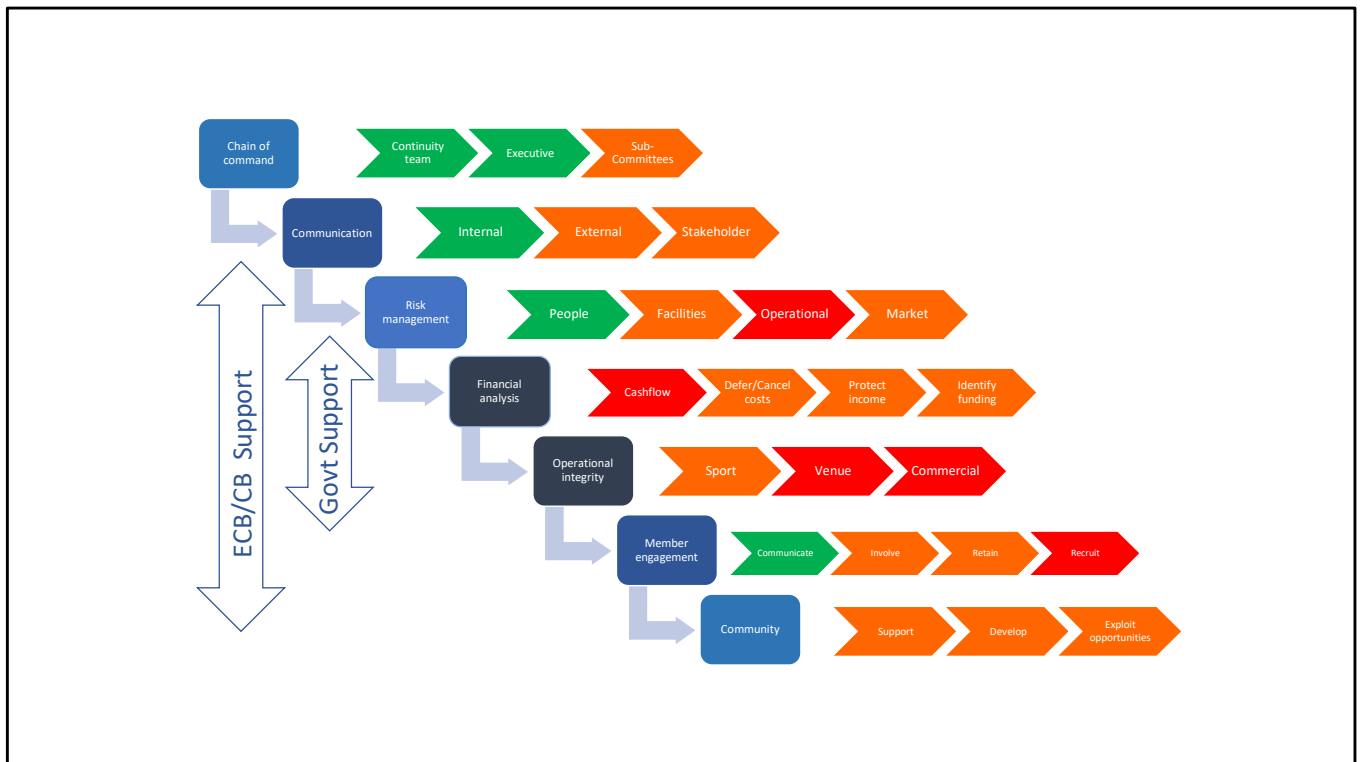 Chain of
command
Continuity
team
Executive
Sub-
Committees
Communication
Internal
External
Stakeholder
Risk
management
People
Facilities
Operational
Market
Financial
analysis
Cashflow
Defer/Cancel
costs
Protect
income
Identify
funding
Operational
integrity
Sport
Venue
Commercial
Member
engagement
Communicate
Involve
Retain
Recruit
Community
Support
Develop
Exploit
opportunities
ECB/CB Support
Govt Support